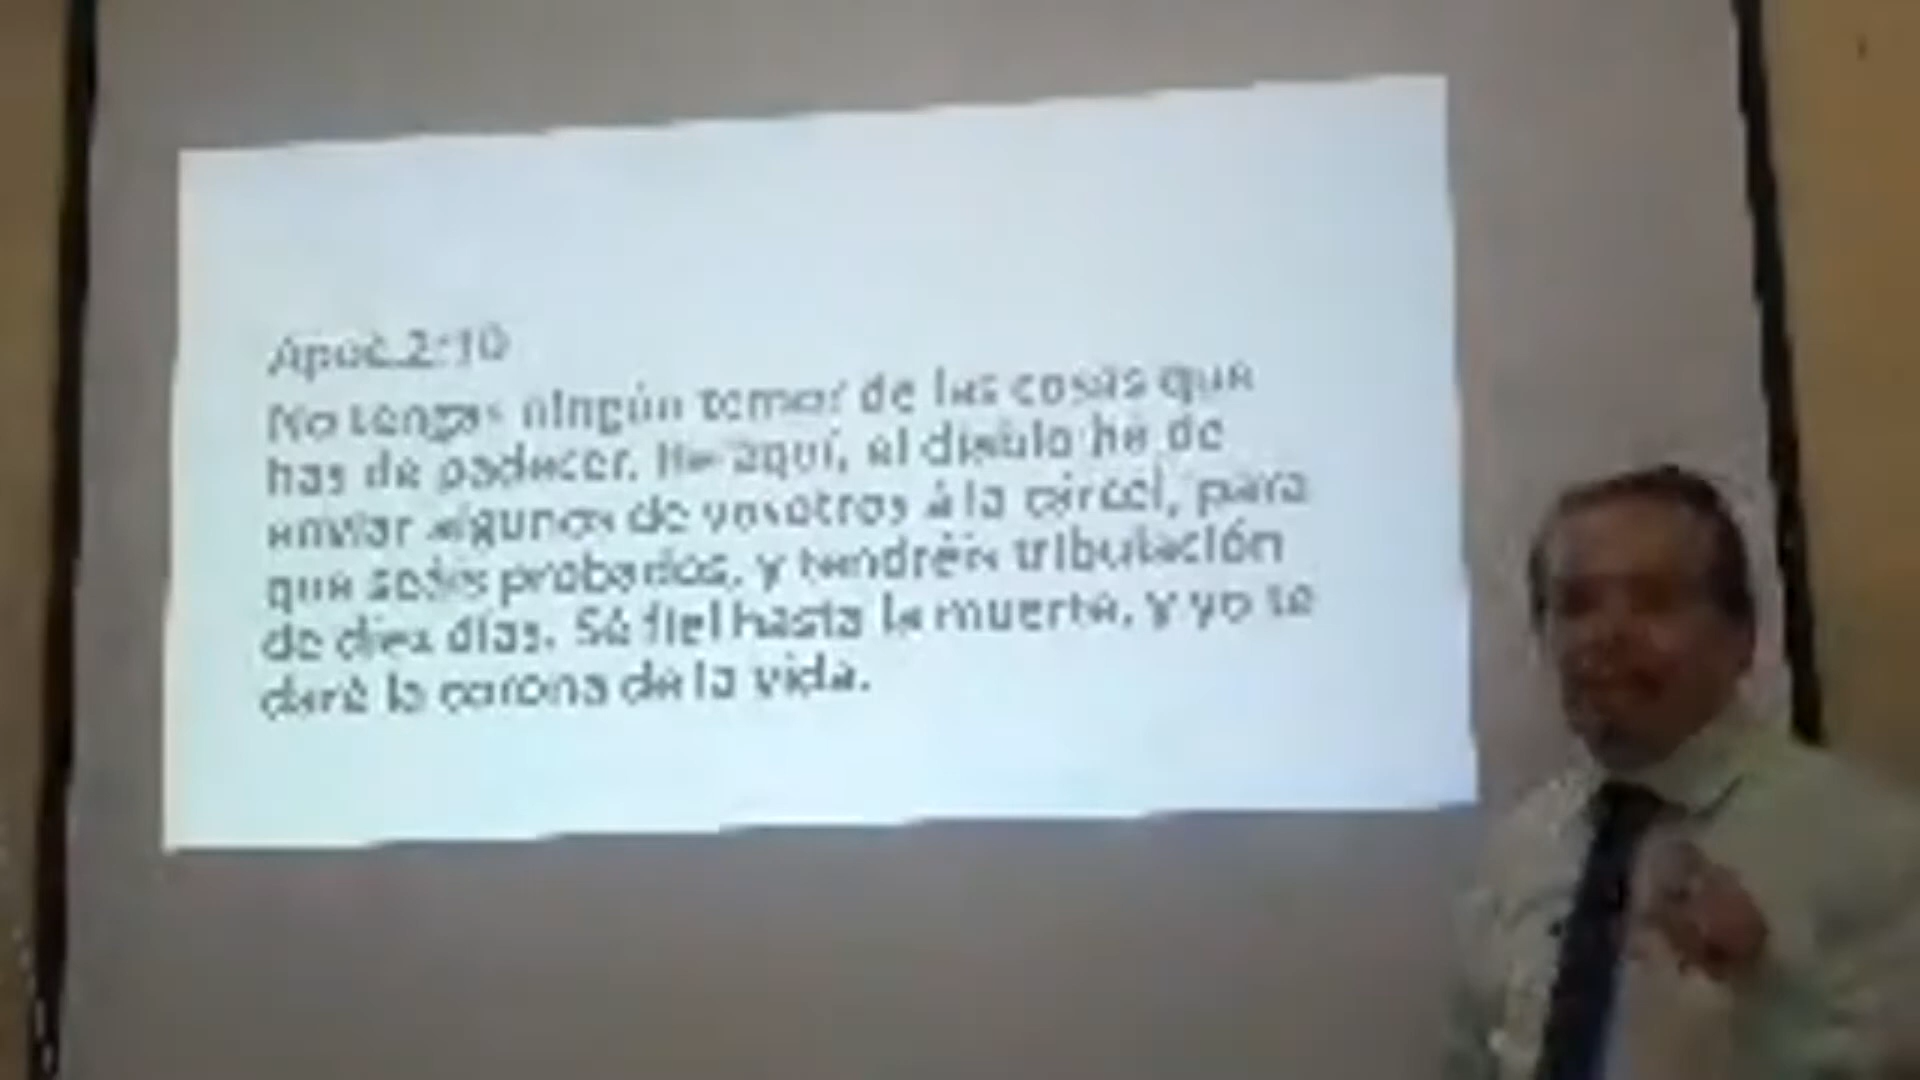 Apoc.2:10
No tengas ningún temor de las cosas que
has de padecer. He aquí, el diablo ha de
enviar algunos de vosotros á la cárcel, para
que seáis probados, y tendréis tribulación
de diez días. Sé fiel hasta la muerte, y yo te
daré la corona de la vida.